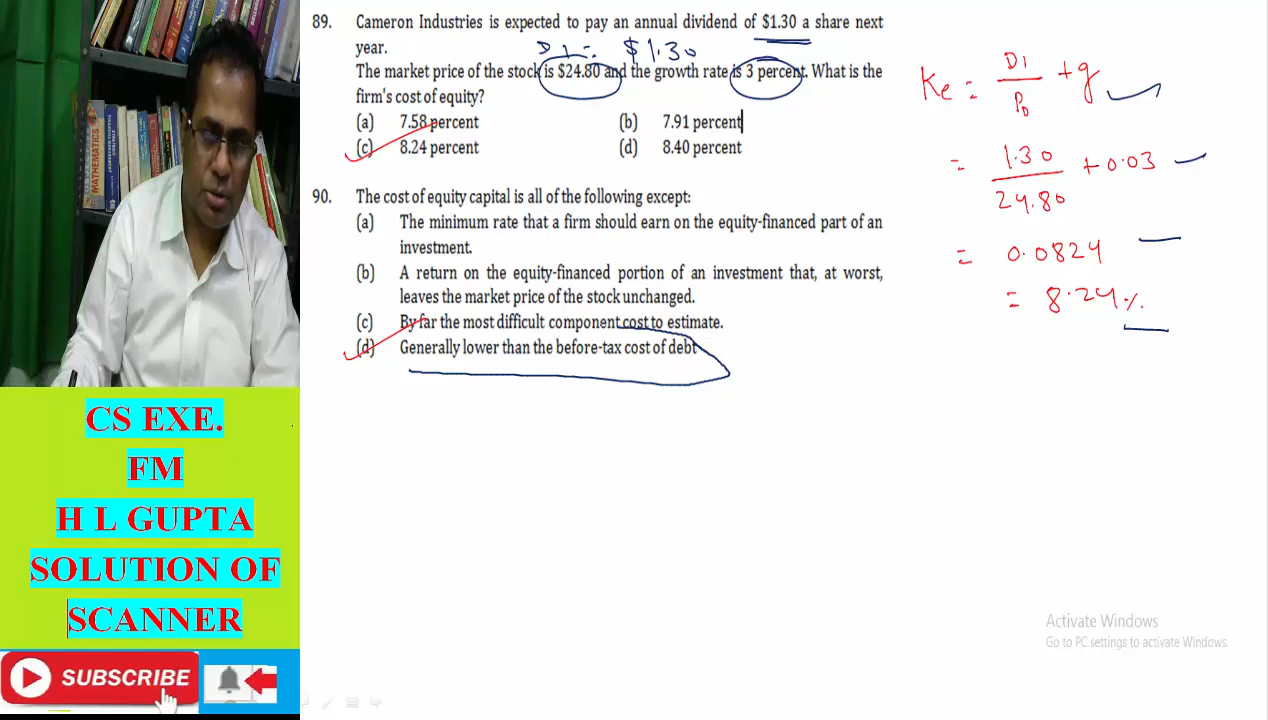 89. Cameron Industries is expected to pay an annual dividend of $1.30 a share next
year.
D 1 = $1.30
The market price of the stock is $24.80 and the growth rate is 3 percent. What is the
firm's cost of equity?
(a) 7.58 percent (b) 7.91 percent
(c) 8.24 percent (d) 8.40 percent
90. The cost of equity capital is all of the following except:
(a) The minimum rate that a firm should earn on the equity-financed part of an
investment.
(b) A return on the equity-financed portion of an investment that, at worst,
leaves the market price of the stock unchanged.
(c) By far the most difficult component cost to estimate.
(d) Generally lower than the before-tax cost of debt
Ke = D1/P0 + g
= 1.30/24.80 + 0.03
= 0.0824
= 8.24%
MATHEMATICS
CS EXE.
FM
H L GUPTA
SOLUTION OF
SCANNER
SUBSCRIBE
Activate Windows
Go to PC settings to activate Windows.